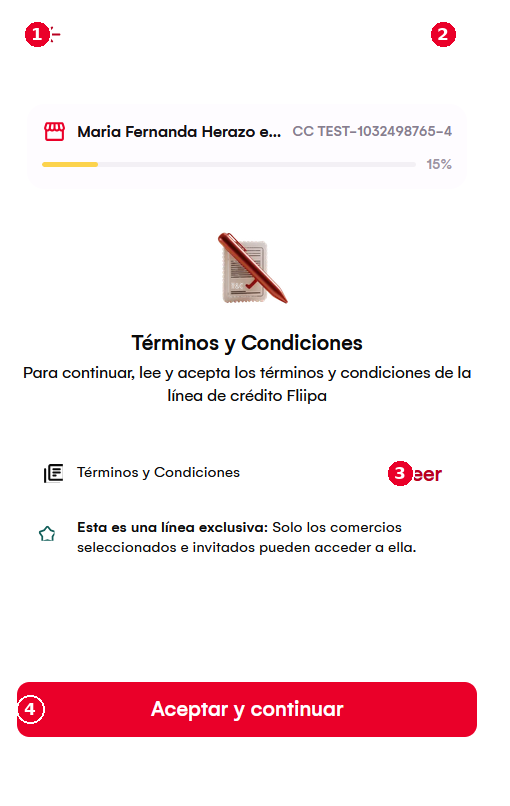 1
2
Maria Fernanda Herazo e... CC TEST-1032498765-4
15%
Términos y Condiciones
Para continuar, lee y acepta los términos y condiciones de la
línea de crédito Fliipa
Términos y Condiciones
3 eer
Esta es una línea exclusiva: Solo los comercios
seleccionados e invitados pueden acceder a ella.
4 Aceptar y continuar